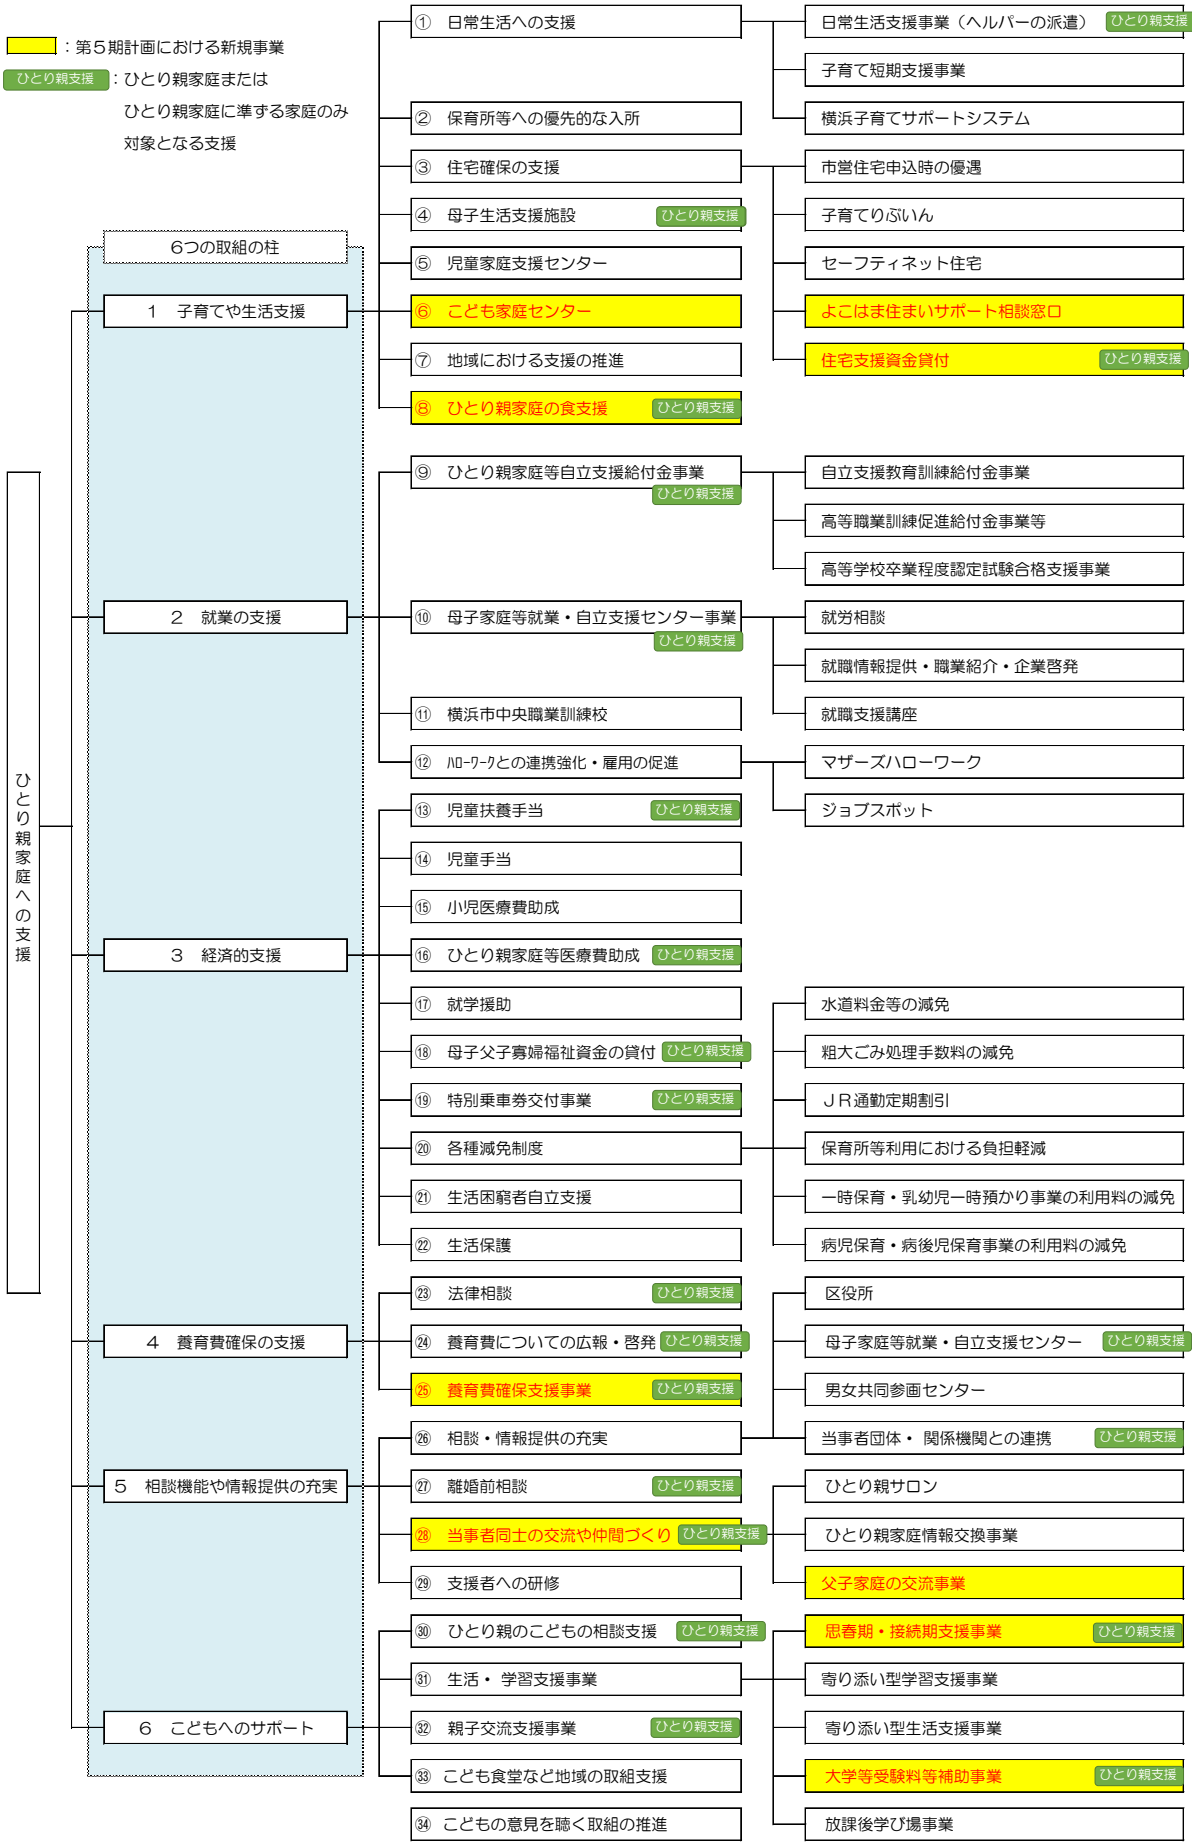 ：第５期計画における新規事業
ひとり親支援
：ひとり親家庭または
ひとり親家庭に準ずる家庭のみ
対象となる支援
ひとり親家庭への支援
６つの取組の柱
１　子育てや生活支援
① 日常生活への支援
日常生活支援事業（ヘルパーの派遣） ひとり親支援
子育て短期支援事業
横浜子育てサポートシステム
② 保育所等への優先的な入所
③ 住宅確保の支援
市営住宅申込時の優遇
子育てりぶいん
セーフティネット住宅
よこはま住まいサポート相談窓口
住宅支援資金貸付 ひとり親支援
④ 母子生活支援施設 ひとり親支援
⑤ 児童家庭支援センター
⑥ こども家庭センター
⑦ 地域における支援の推進
⑧ ひとり親家庭の食支援 ひとり親支援
２　就業の支援
⑨ ひとり親家庭等自立支援給付金事業
ひとり親支援
自立支援教育訓練給付金事業
高等職業訓練促進給付金事業等
高等学校卒業程度認定試験合格支援事業
⑩ 母子家庭等就業・自立支援センター事業
ひとり親支援
就労相談
就職情報提供・職業紹介・企業啓発
就職支援講座
⑪ 横浜市中央職業訓練校
⑫ ﾊﾛｰﾜｰｸとの連携強化・雇用の促進
マザーズハローワーク
ジョブスポット
３　経済的支援
⑬ 児童扶養手当 ひとり親支援
⑭ 児童手当
⑮ 小児医療費助成
⑯ ひとり親家庭等医療費助成 ひとり親支援
⑰ 就学援助
⑱ 母子父子寡婦福祉資金の貸付 ひとり親支援
⑲ 特別乗車券交付事業 ひとり親支援
⑳ 各種減免制度
水道料金等の減免
粗大ごみ処理手数料の減免
ＪＲ通勤定期割引
保育所等利用における負担軽減
一時保育・乳幼児一時預かり事業の利用料の減免
病児保育・病後児保育事業の利用料の減免
㉑ 生活困窮者自立支援
㉒ 生活保護
４　養育費確保の支援
㉓ 法律相談 ひとり親支援
㉔ 養育費についての広報・啓発 ひとり親支援
㉕ 養育費確保支援事業 ひとり親支援
５　相談機能や情報提供の充実
㉖ 相談・情報提供の充実
区役所
母子家庭等就業・自立支援センター ひとり親支援
男女共同参画センター
当事者団体・ 関係機関との連携 ひとり親支援
㉗ 離婚前相談 ひとり親支援
㉘ 当事者同士の交流や仲間づくり ひとり親支援
ひとり親サロン
ひとり親家庭情報交換事業
父子家庭の交流事業
㉙ 支援者への研修
６　こどもへのサポート
㉚ ひとり親のこどもの相談支援 ひとり親支援
㉛ 生活・ 学習支援事業
思春期・接続期支援事業 ひとり親支援
寄り添い型学習支援事業
寄り添い型生活支援事業
大学等受験料等補助事業 ひとり親支援
放課後学び場事業
㉜ 親子交流支援事業 ひとり親支援
㉝ こども食堂など地域の取組支援
㉞ こどもの意見を聴く取組の推進